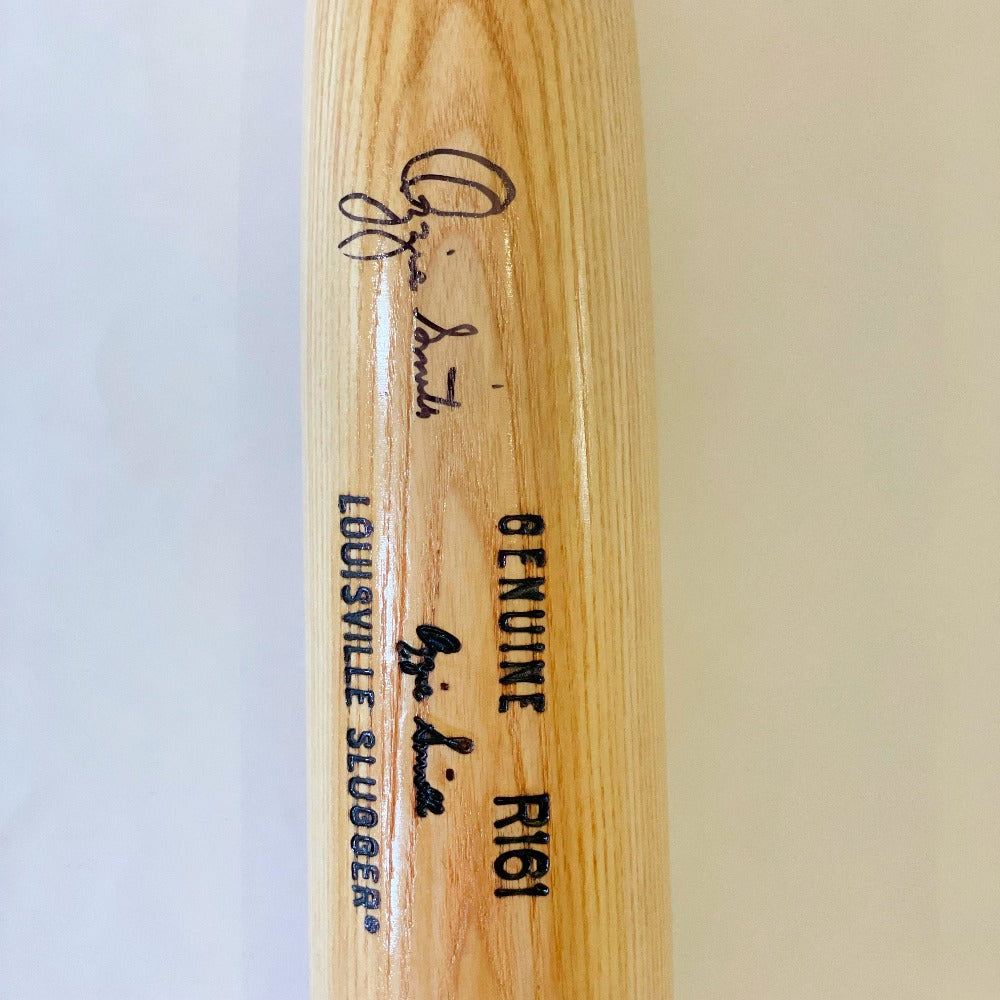 Ozzie Smith
GENUINE R161
Ozzie Smith
LOUISVILLE SLUGGER®